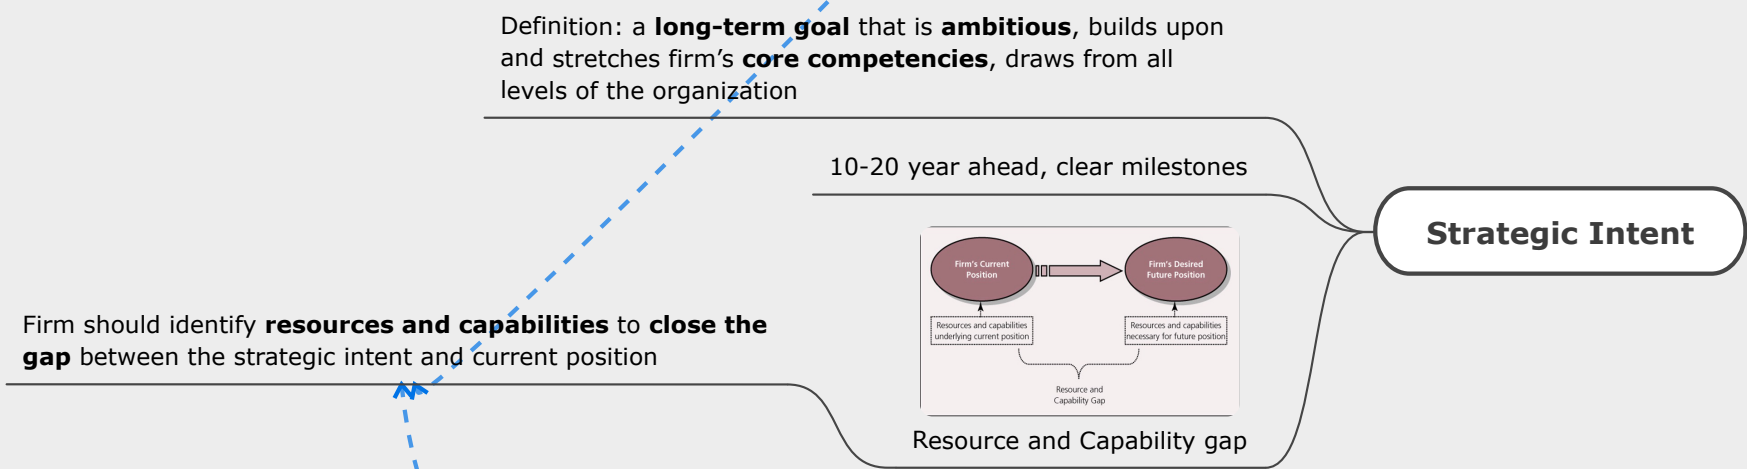 Definition: a long-term goal that is ambitious, builds upon
and stretches firm’s core competencies, draws from all
levels of the organization
10-20 year ahead, clear milestones
Strategic Intent
Firm's Current
Position
Firm's Desired
Future Position
Resources and capabilities
underlying current position
Resources and capabilities
necessary for future position
Resource and
Capability Gap
Firm should identify resources and capabilities to close the
gap between the strategic intent and current position
Resource and Capability gap